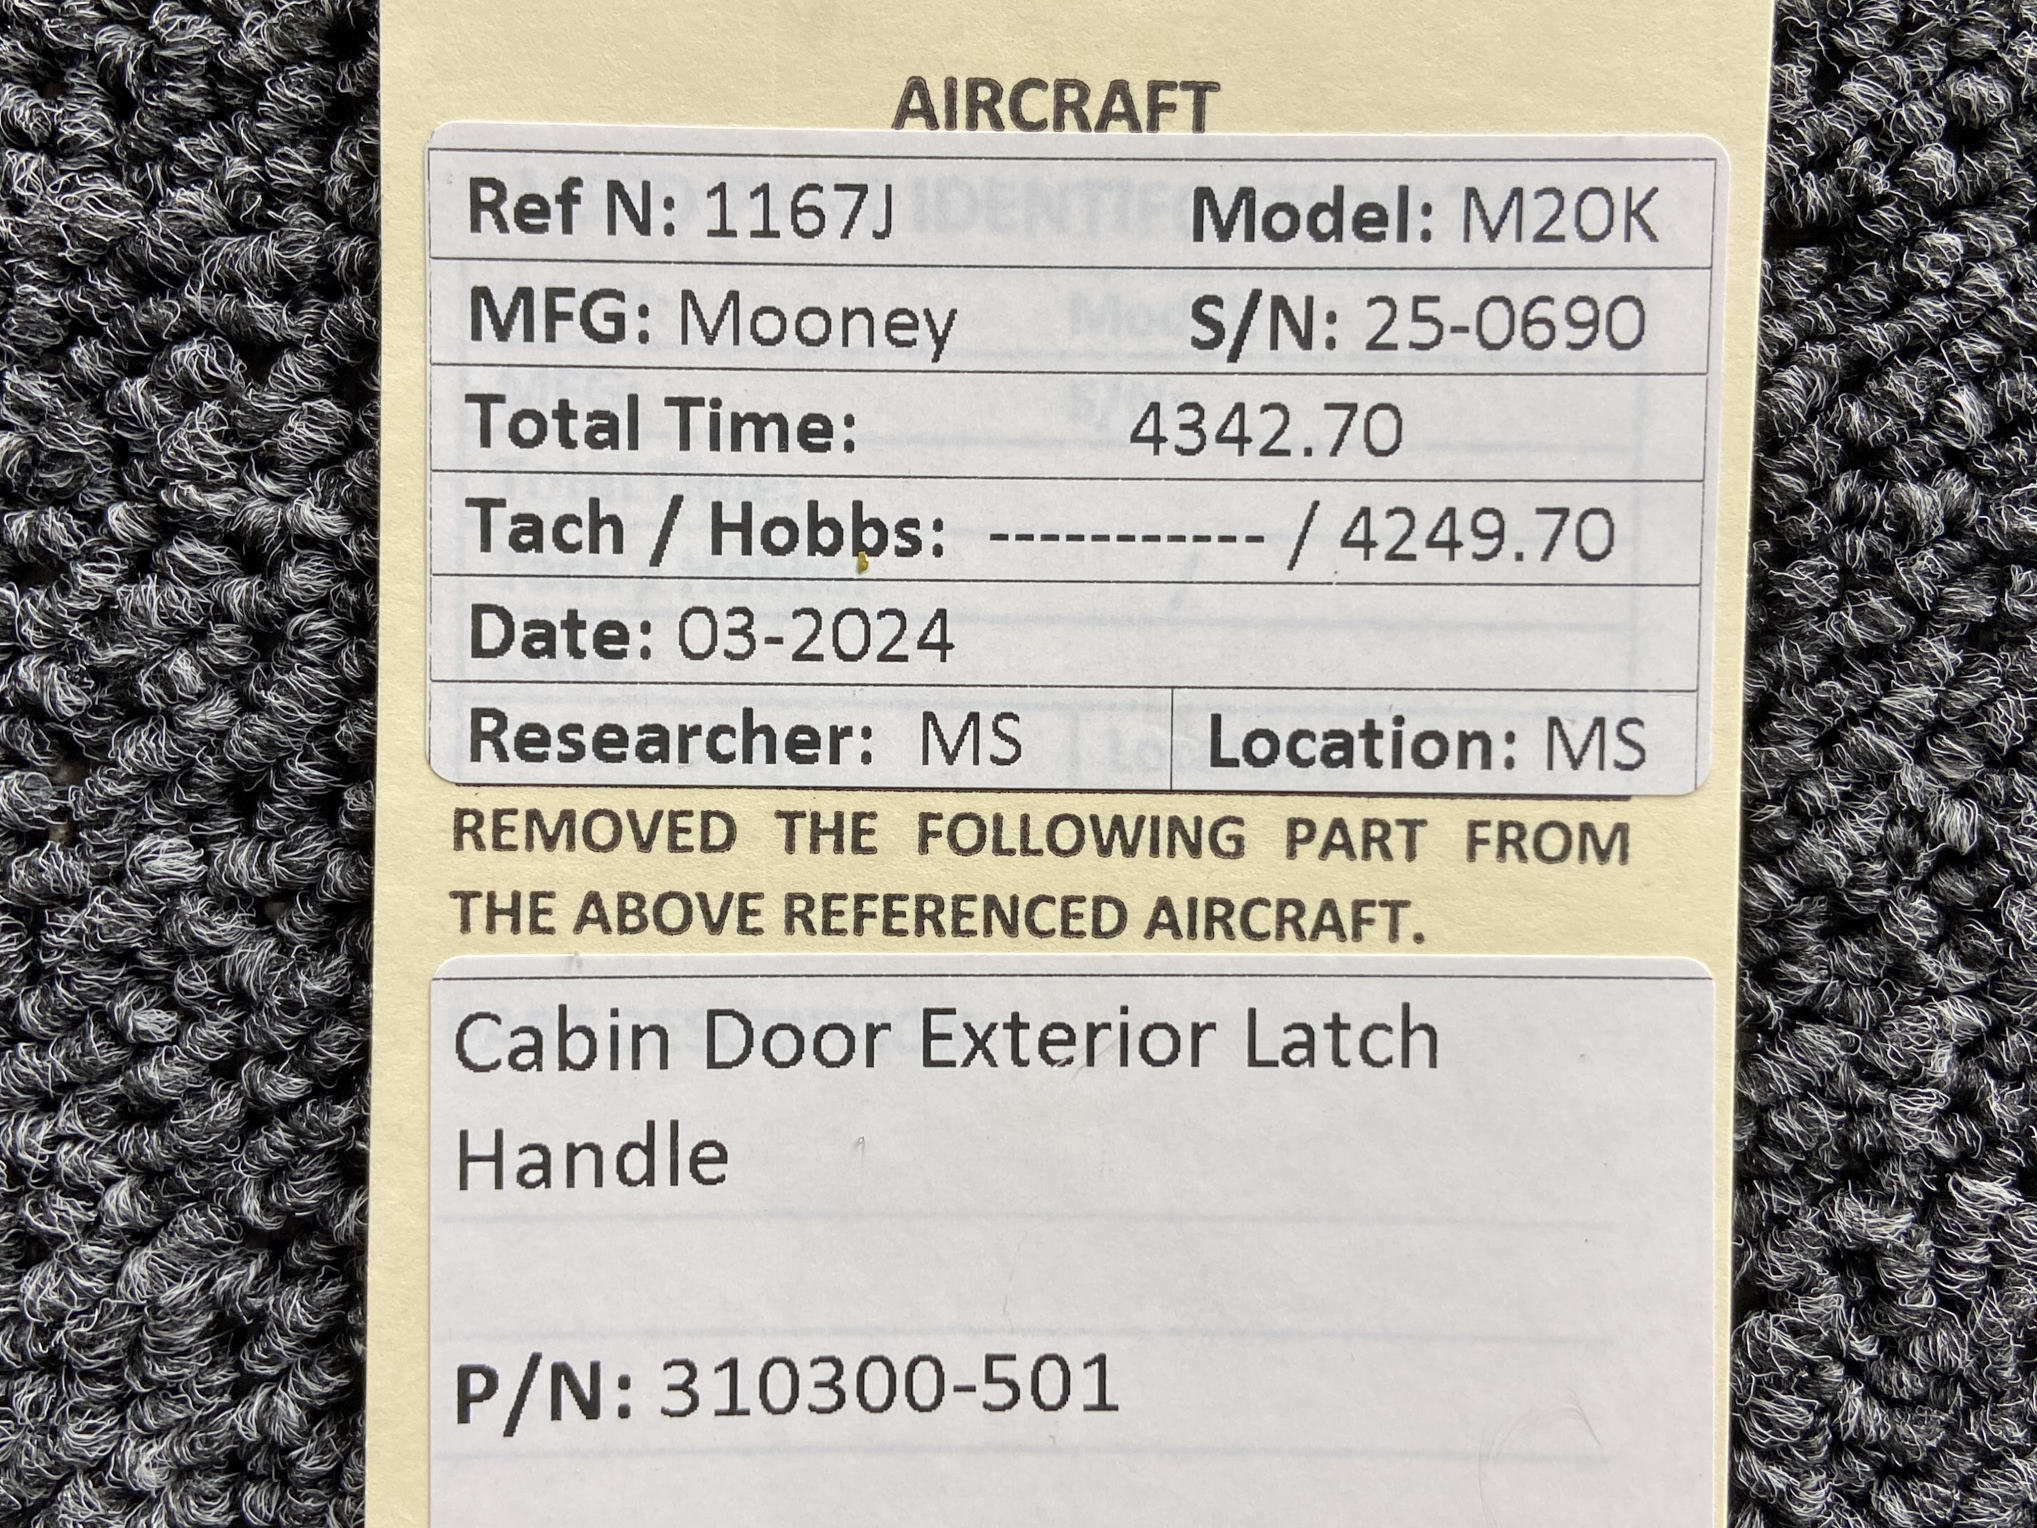 AIRCRAFT
Ref N: 1167J Model: M20K
MFG: Mooney S/N: 25-0690
Total Time: 4342.70
Tach / Hobbs: ----------- / 4249.70
Date: 03-2024
Researcher: MS Location: MS
REMOVED THE FOLLOWING PART FROM
THE ABOVE REFERENCED AIRCRAFT.
Cabin Door Exterior Latch
Handle
P/N: 310300-501